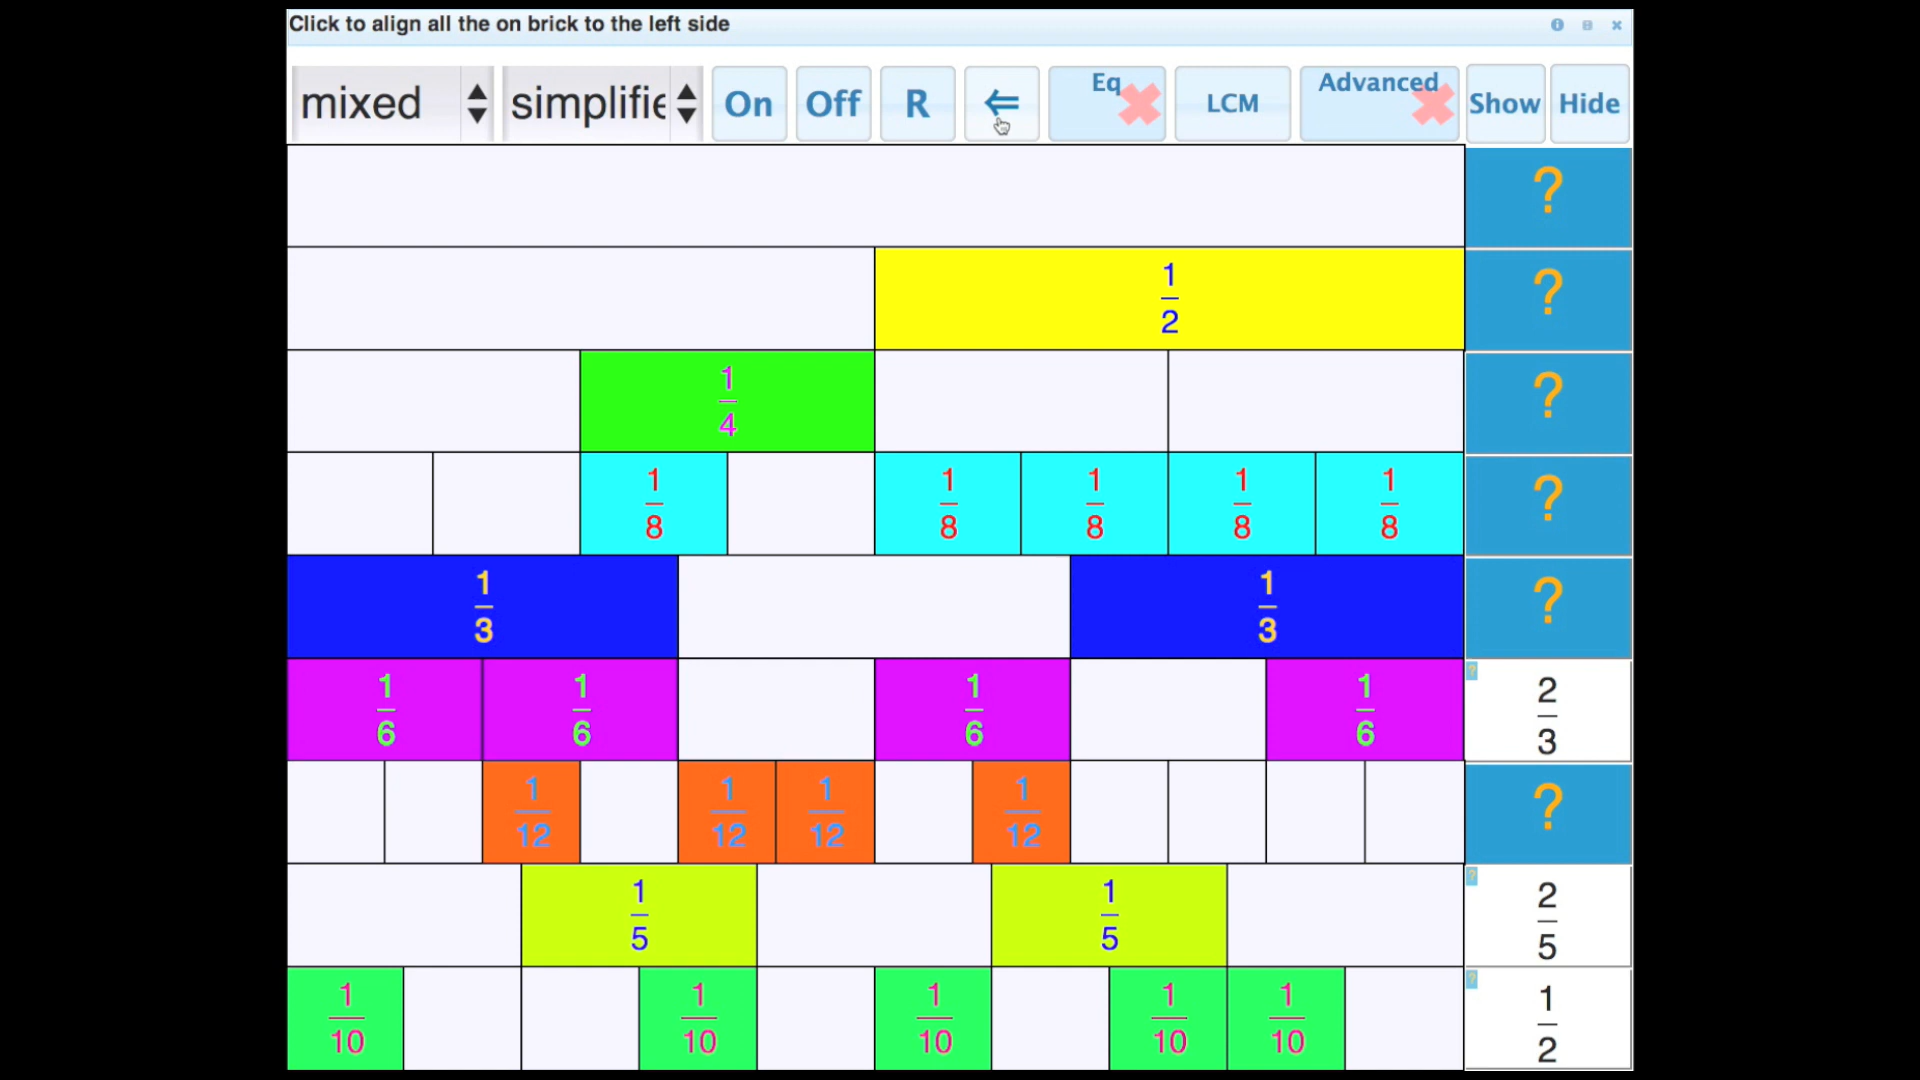 Click to align all the on brick to the left side
mixed simplifie On Off R ⇐ Eq LCM Advanced Show Hide
?
1/2 ?
1/4 ?
1/8 1/8 1/8 1/8 1/8 ?
1/3 1/3 ?
1/6 1/6 1/6 1/6 ? 2/3
1/12 1/12 1/12 1/12 ?
1/5 1/5 ? 2/5
1/10 1/10 1/10 1/10 1/10 ? 1/2